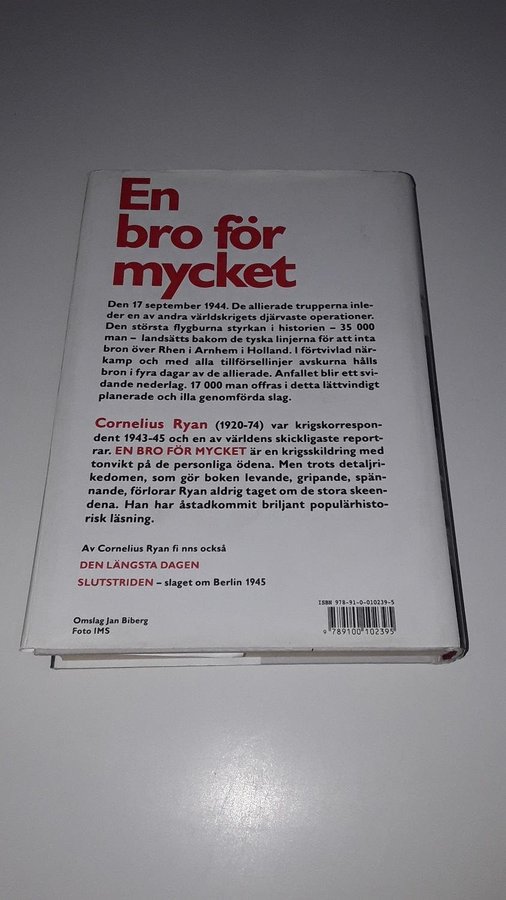 En
bro för
mycket
Den 17 september 1944. De allierade trupperna inle-
der en av andra världskrigets djärvaste operationer.
Den största flygburna styrkan i historien – 35 000
man – landsätts bakom de tyska linjerna för att inta
bron över Rhen i Arnhem i Holland. I förtvivlad när-
kamp och med alla tillförsellinjer avskurna hålls
bron i fyra dagar av de allierade. Anfallet blir ett svi-
dande nederlag. 17 000 man offras i detta lättvindigt
planerade och illa genomförda slag.
Cornelius Ryan (1920-74) var krigskorrespon-
dent 1943-45 och en av världens skickligaste report-
rar. EN BRO FÖR MYCKET är en krigsskildring med
tonvikt på de personliga ödena. Men trots detaljri-
kedomen, som gör boken levande, gripande, spän-
nande, förlorar Ryan aldrig taget om de stora skeen-
dena. Han har åstadkommit briljant populärhisto-
risk läsning.
Av Cornelius Ryan fi nns också
DEN LÄNGSTA DAGEN
SLUTSTRIDEN – slaget om Berlin 1945
ISBN 978-91-0-010239-5
Omslag Jan Biberg
Foto IMS
9 789100 102395